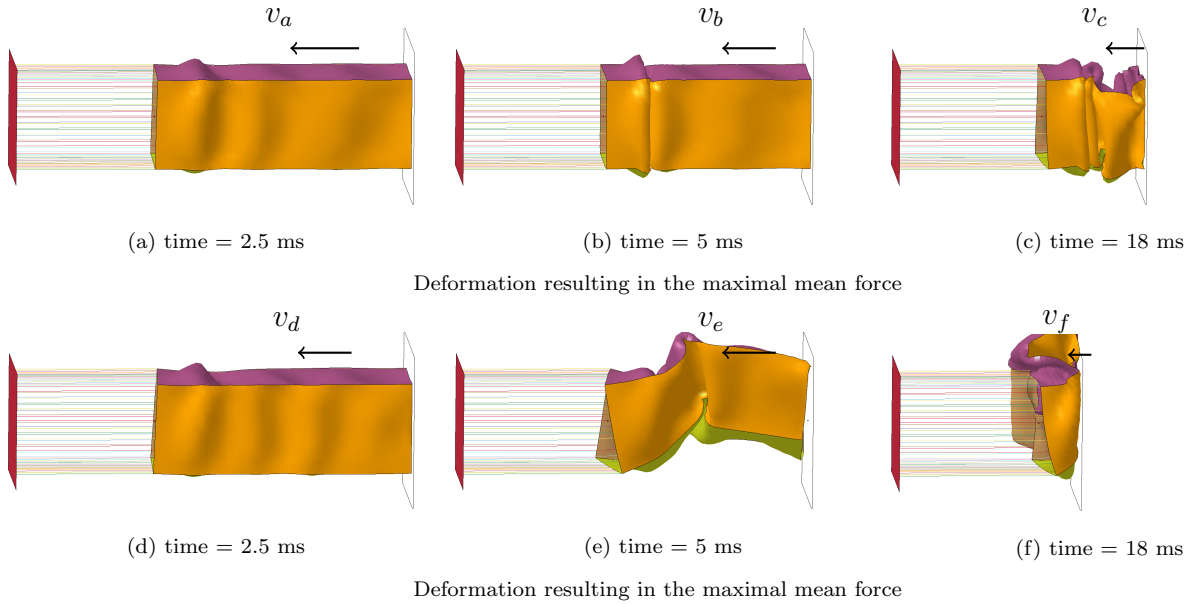 v_a v_b v_c
(a) time = 2.5 ms (b) time = 5 ms (c) time = 18 ms
Deformation resulting in the maximal mean force
v_d v_e v_f
(d) time = 2.5 ms (e) time = 5 ms (f) time = 18 ms
Deformation resulting in the maximal mean force